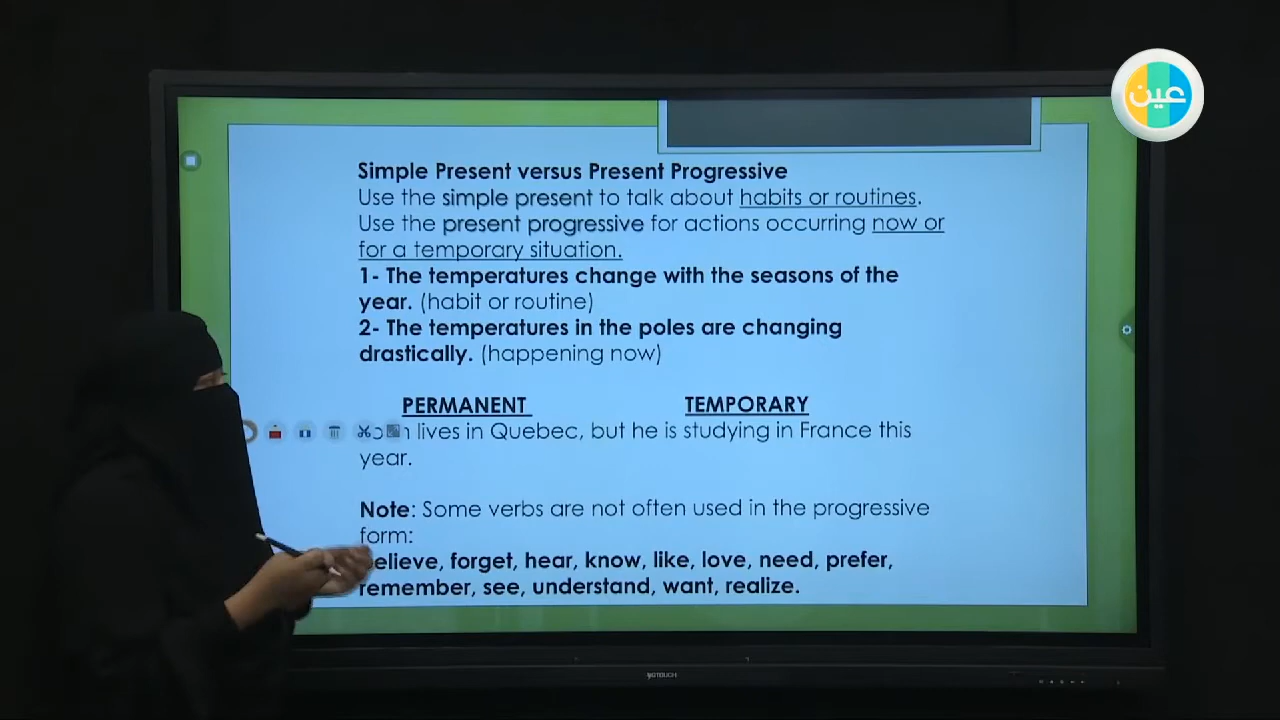 عين
Simple Present versus Present Progressive
Use the simple present to talk about habits or routines.
Use the present progressive for actions occurring now or
for a temporary situation.
1- The temperatures change with the seasons of the
year. (habit or routine)
2- The temperatures in the poles are changing
drastically. (happening now)
PERMANENT TEMPORARY
lives in Quebec, but he is studying in France this
year.
Note: Some verbs are not often used in the progressive
form:
believe, forget, hear, know, like, love, need, prefer,
remember, see, understand, want, realize.